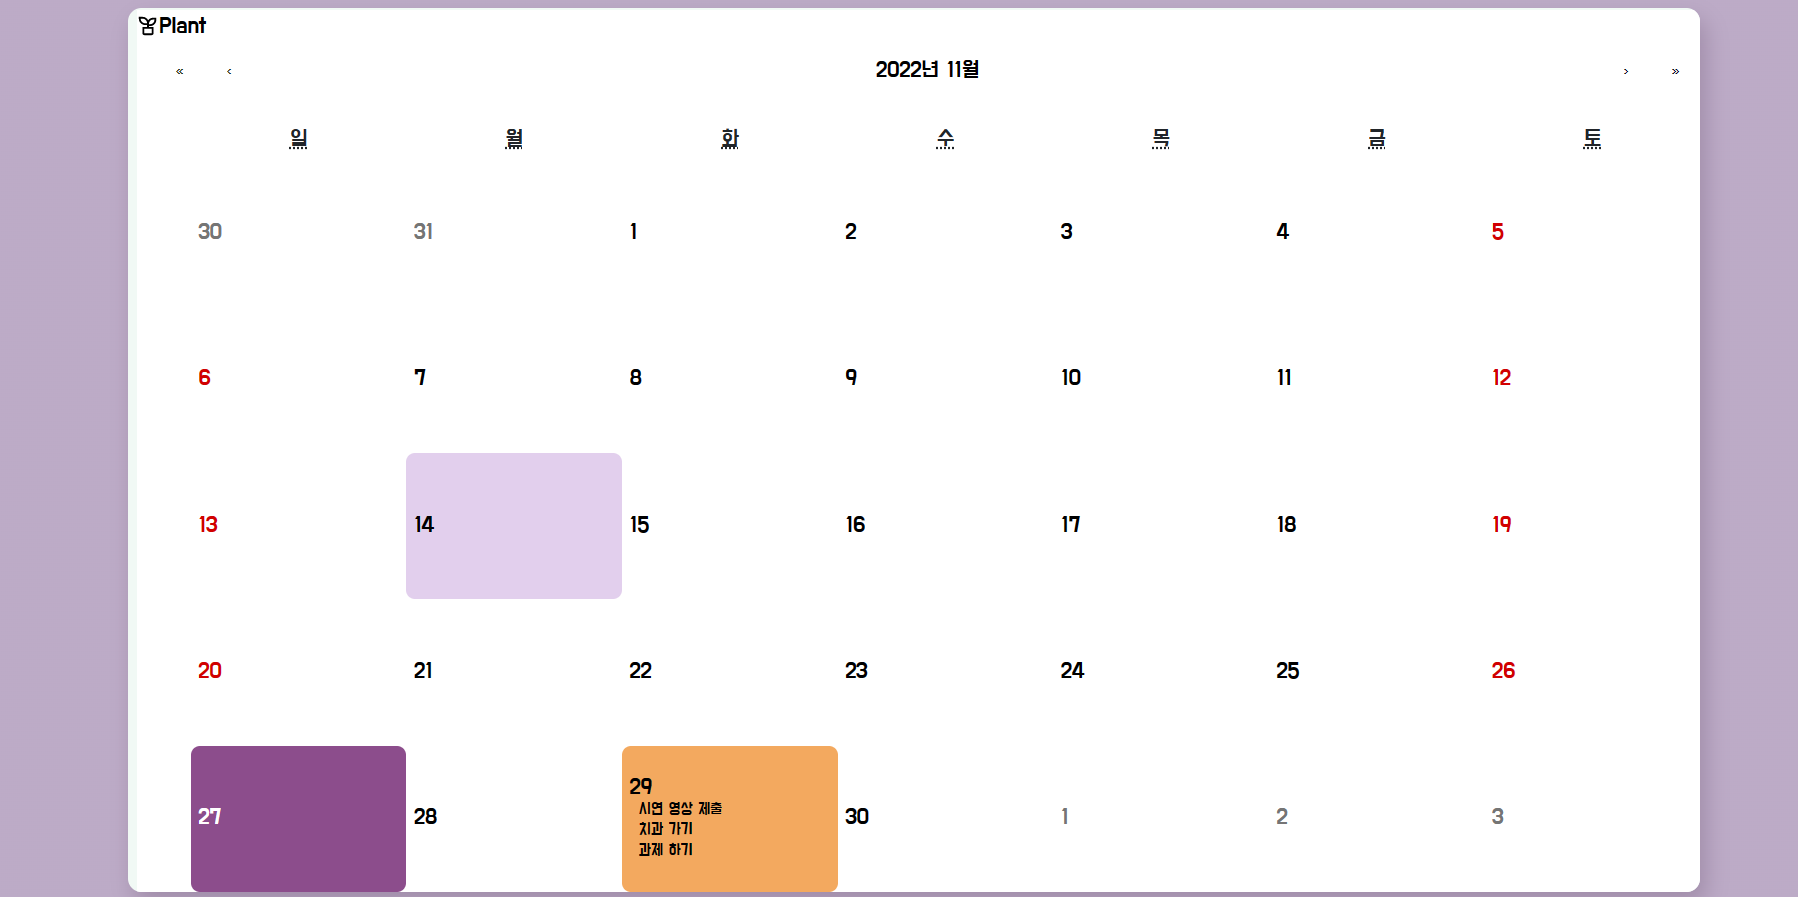 Plant
« ‹ 2022년 11월 › »
일 월 화 수 목 금 토
30 31 1 2 3 4 5
6 7 8 9 10 11 12
13 14 15 16 17 18 19
20 21 22 23 24 25 26
27 28 29 30 1 2 3
시연 영상 제출
치과 가기
과제 하기